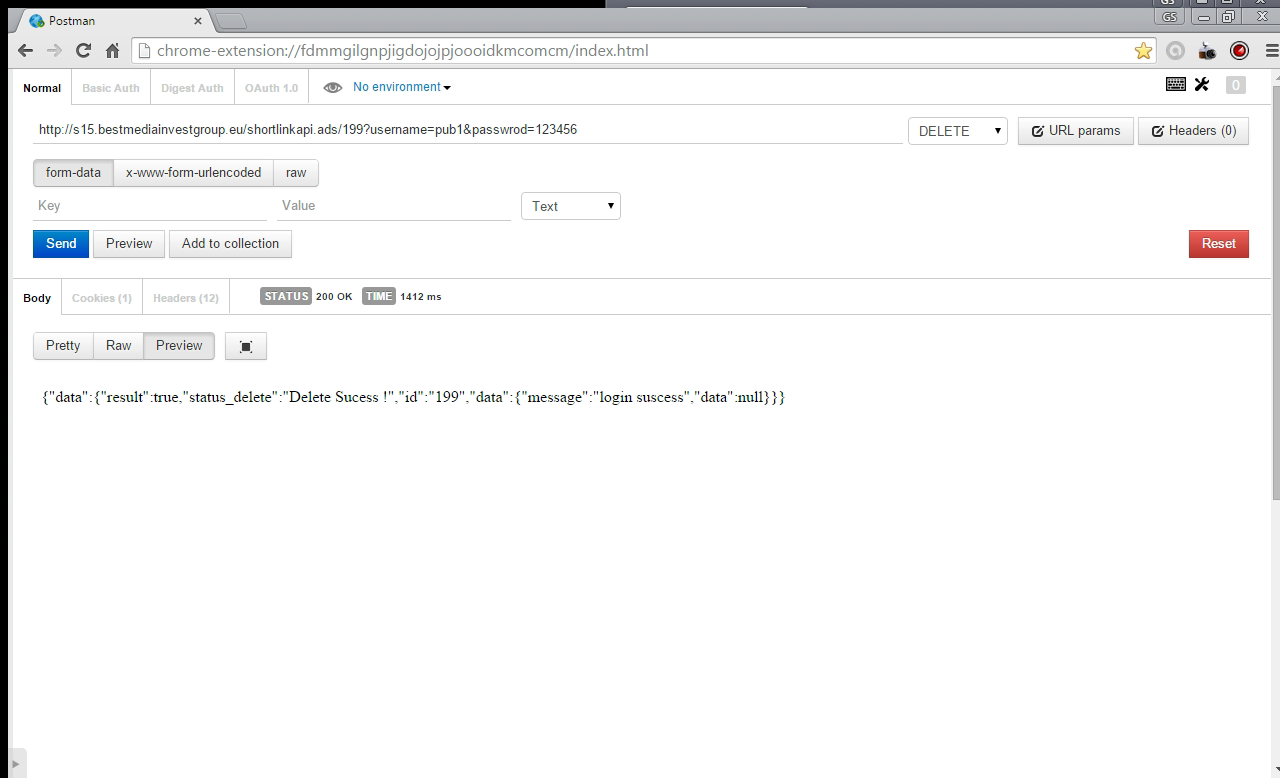 GS
Postman
GS
chrome-extension://fdmmgilgnpjigdojojpjoooidkmcomcm/index.html
Normal Basic Auth Digest Auth OAuth 1.0 No environment 0
http://s15.bestmediainvestgroup.eu/shortlinkapi.ads/199?username=pub1&passwrod=123456 DELETE URL params Headers (0)
form-data x-www-form-urlencoded raw
Key Value Text
Send Preview Add to collection Reset
Body Cookies (1) Headers (12) STATUS 200 OK TIME 1412 ms
Pretty Raw Preview
{"data":{"result":true,"status_delete":"Delete Sucess !","id":"199","data":{"message":"login suscess","data":null}}}